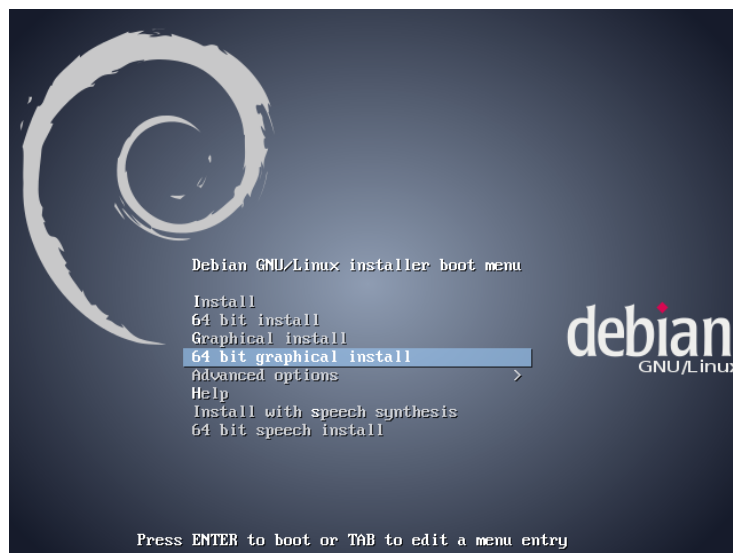 Debian GNU/Linux installer boot menu
Install
64 bit install
Graphical install
64 bit graphical install
Advanced options >
Help
Install with speech synthesis
64 bit speech install
debian
GNU/Linux
Press ENTER to boot or TAB to edit a menu entry